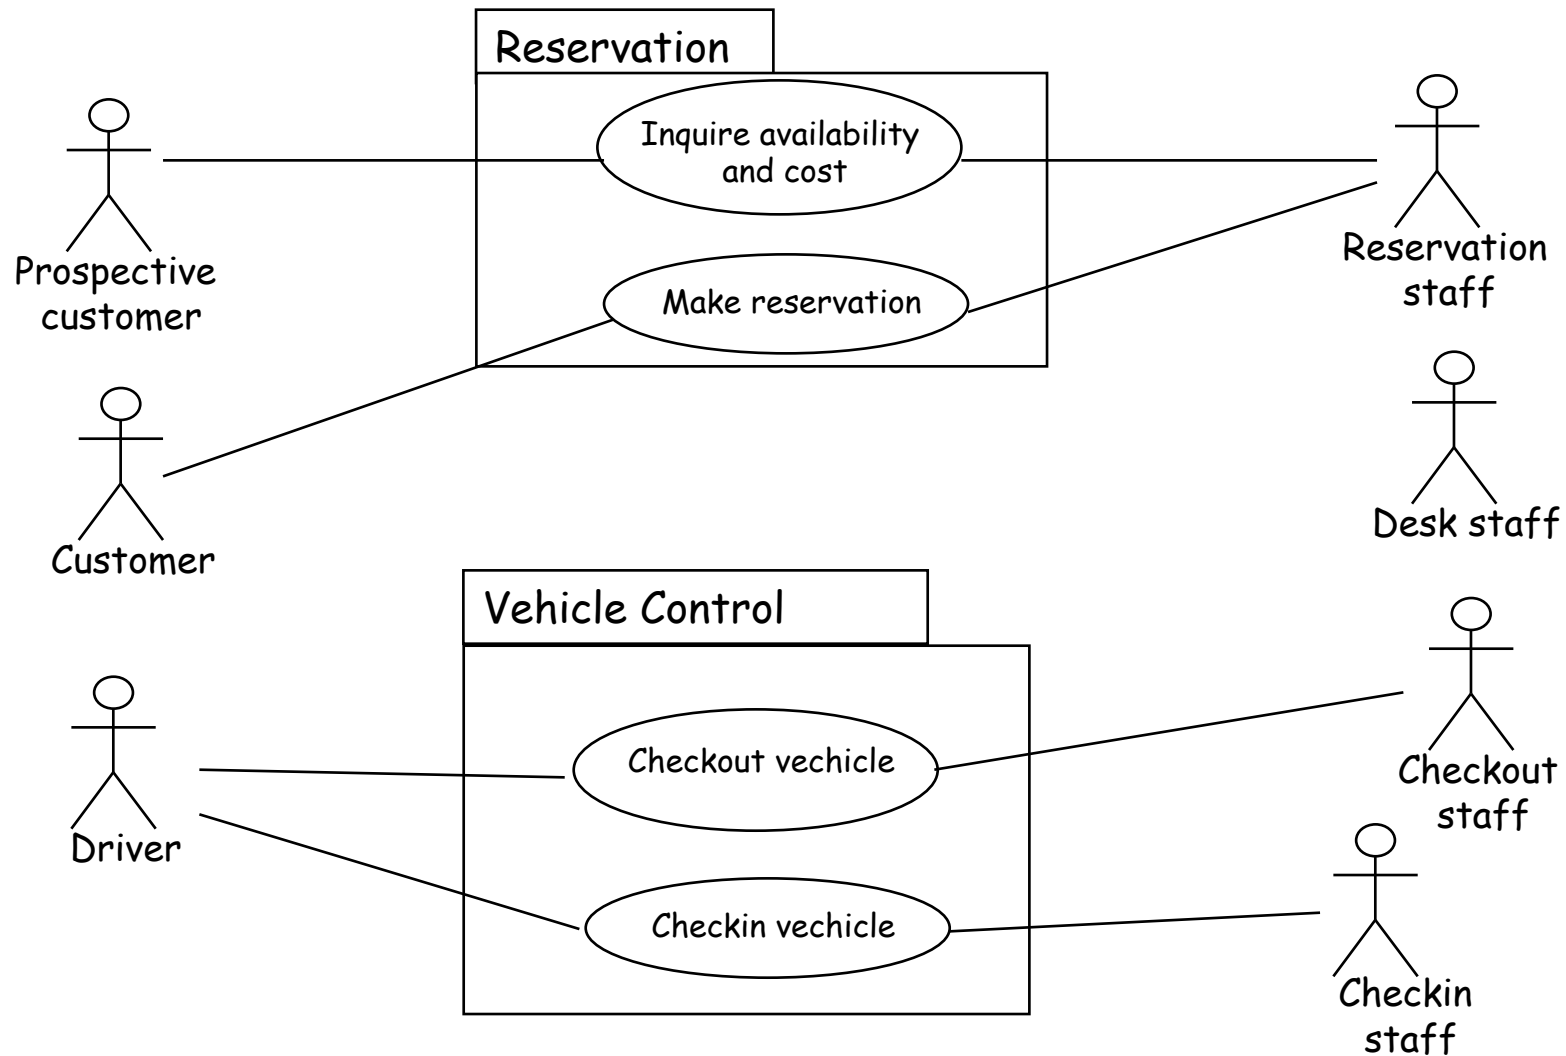 Reservation
Inquire availability
and cost
Prospective
customer
Reservation
staff
Make reservation
Customer
Desk staff
Vehicle Control
Checkout vechicle
Driver
Checkout
staff
Checkin vechicle
Checkin
staff